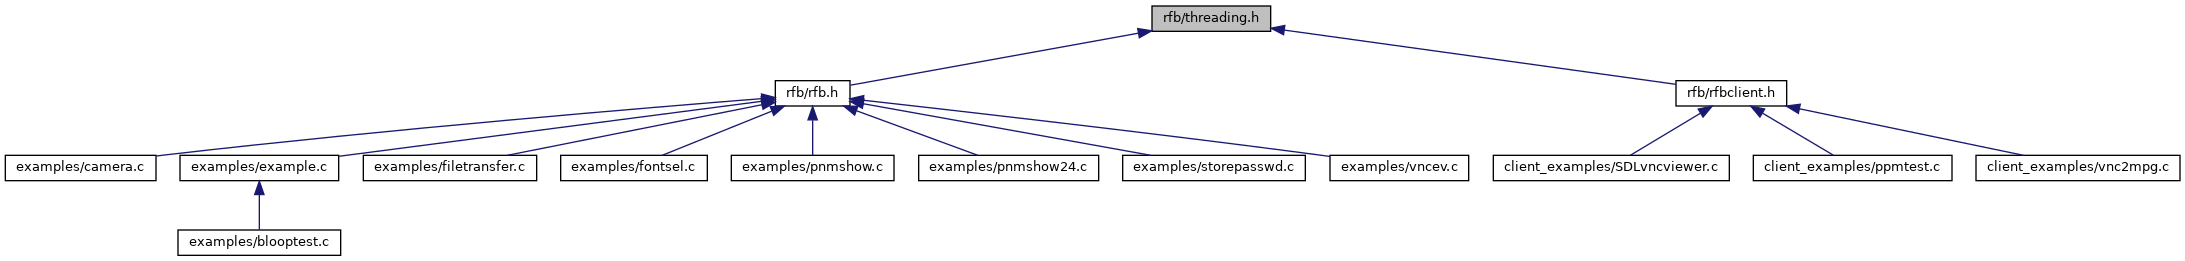 rfb/threading.h
rfb/rfb.h
rfb/rfbclient.h
examples/camera.c
examples/example.c
examples/filetransfer.c
examples/fontsel.c
examples/pnmshow.c
examples/pnmshow24.c
examples/storepasswd.c
examples/vncev.c
client_examples/SDLvncviewer.c
client_examples/ppmtest.c
client_examples/vnc2mpg.c
examples/blooptest.c